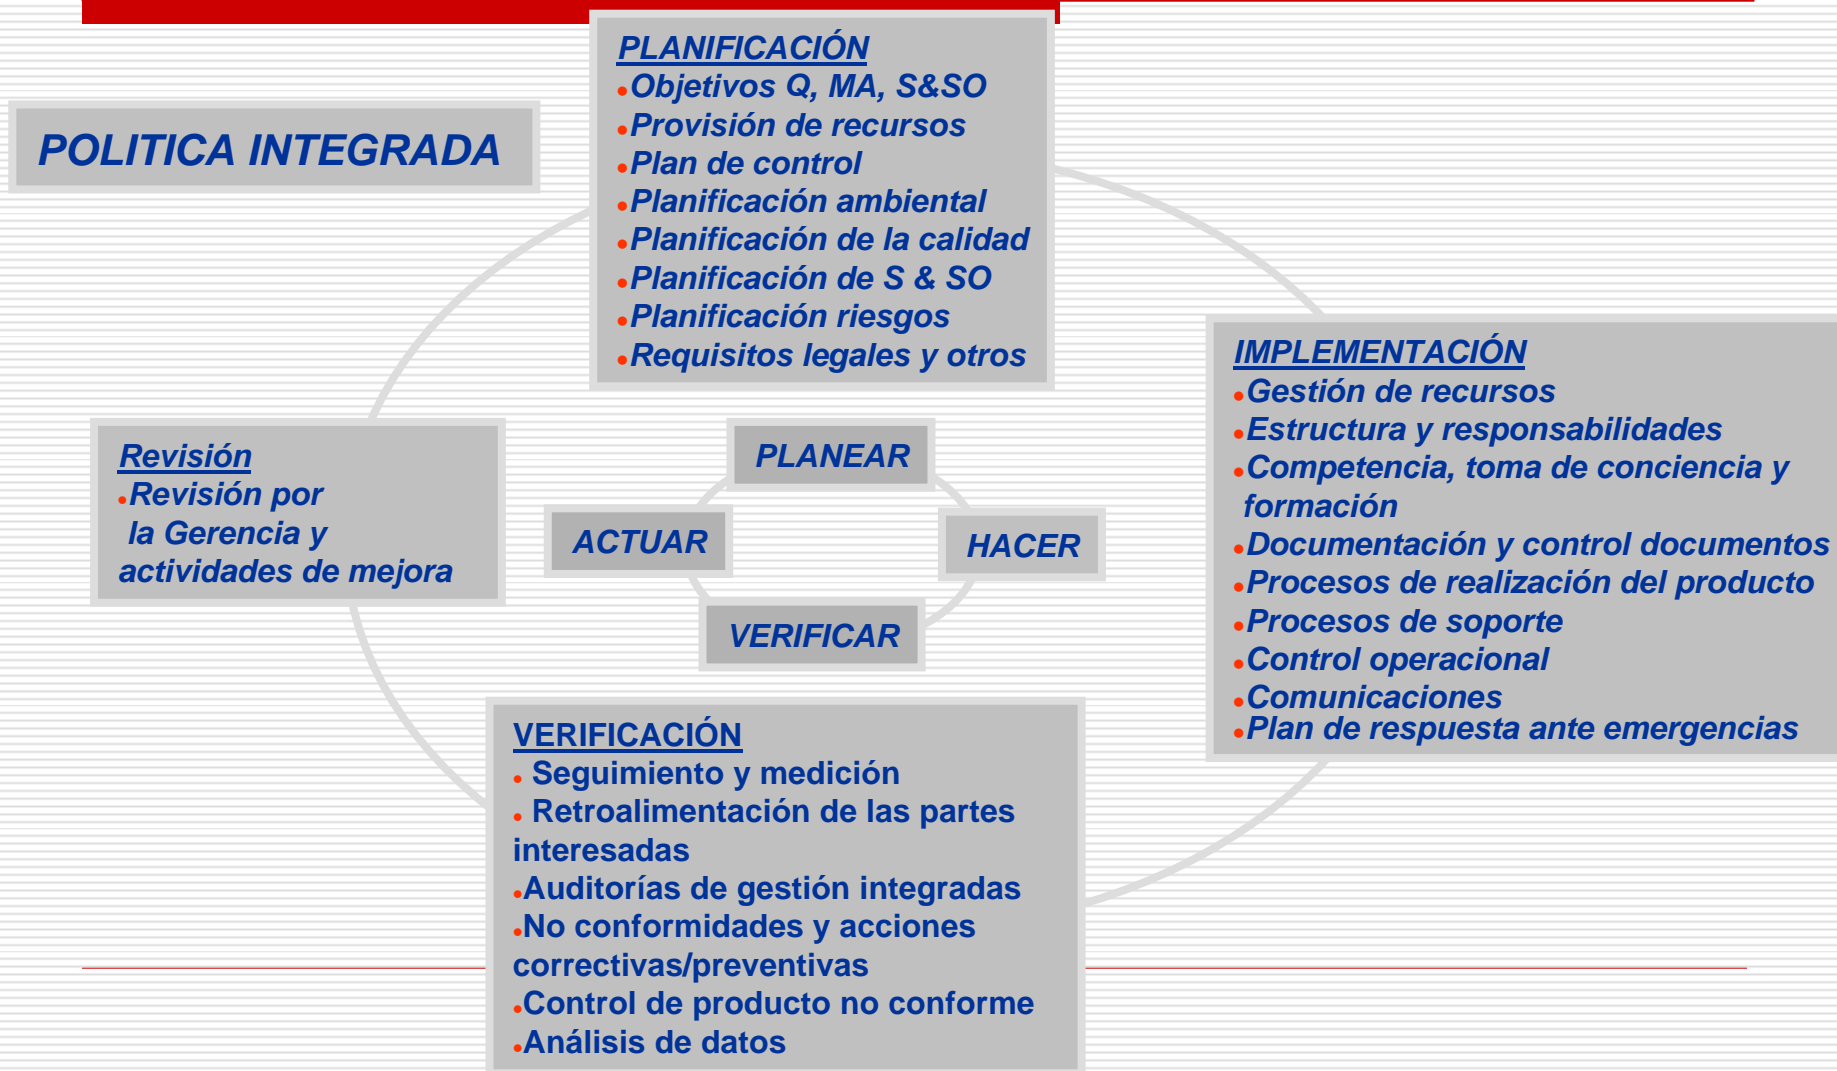 POLITICA INTEGRADA
PLANIFICACIÓN
•Objetivos Q, MA, S&SO
•Provisión de recursos
•Plan de control
•Planificación ambiental
•Planificación de la calidad
•Planificación de S & SO
•Planificación riesgos
•Requisitos legales y otros
IMPLEMENTACIÓN
•Gestión de recursos
•Estructura y responsabilidades
•Competencia, toma de conciencia y
formación
•Documentación y control documentos
•Procesos de realización del producto
•Procesos de soporte
•Control operacional
•Comunicaciones
•Plan de respuesta ante emergencias
Revisión
•Revisión por
la Gerencia y
actividades de mejora
PLANEAR
ACTUAR
HACER
VERIFICAR
VERIFICACIÓN
• Seguimiento y medición
• Retroalimentación de las partes
interesadas
•Auditorías de gestión integradas
•No conformidades y acciones
correctivas/preventivas
•Control de producto no conforme
•Análisis de datos